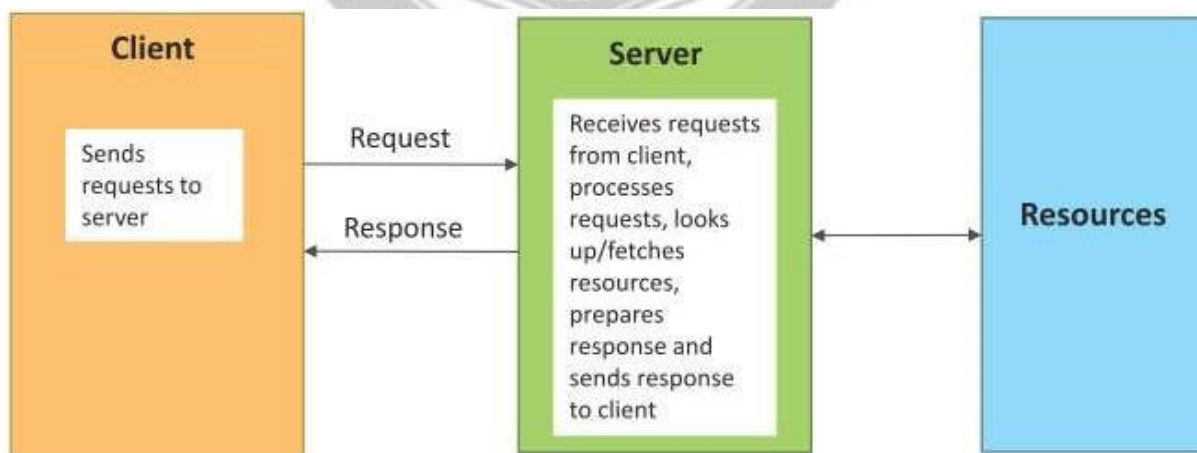 Client
Sends
requests to
server
Request
Response
Server
Receives requests
from client,
processes
requests, looks
up/fetches
resources,
prepares
response and
sends response
to client
Resources